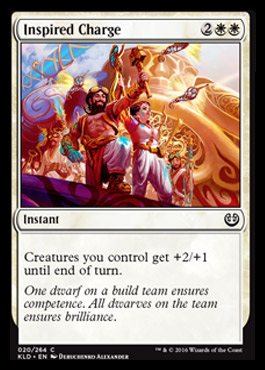 Inspired Charge 2
Instant
Creatures you control get +2/+1
until end of turn.
One dwarf on a build team ensures
competence. All dwarves on the team
ensures brilliance.
020/264 C
KLD • EN Deruchenko Alexander
™ & © 2016 Wizards of the Coast